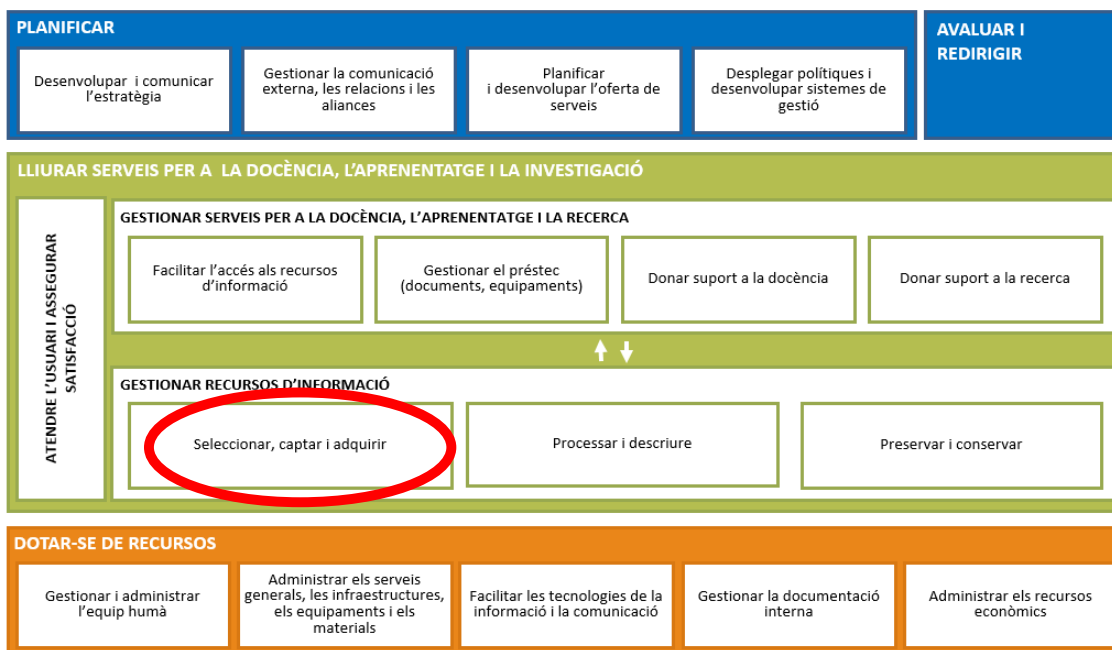 PLANIFICAR
Desenvolupar i comunicar
l'estratègia
Gestionar la comunicació
externa, les relacions i les
aliances
Planificar
i desenvolupar l'oferta de
serveis
Desplegar polítiques i
desenvolupar sistemes de
gestió
AVALUAR I
REDIRIGIR
LLIURAR SERVEIS PER A LA DOCÈNCIA, L'APRENENTATGE I LA INVESTIGACIÓ
ATENDRE L'USUARI I ASSEGURAR
SATISFACCIÓ
GESTIONAR SERVEIS PER A LA DOCÈNCIA, L'APRENENTATGE I LA RECERCA
Facilitar l'accés als recursos
d'informació
Gestionar el préstec
(documents, equipaments)
Donar suport a la docència
Donar suport a la recerca
GESTIONAR RECURSOS D'INFORMACIÓ
Seleccionar, captar i adquirir
Processar i descriure
Preservar i conservar
DOTAR-SE DE RECURSOS
Gestionar i administrar
l'equip humà
Administrar els serveis
generals, les infraestructures,
els equipaments i els
materials
Facilitar les tecnologies de la
informació i la comunicació
Gestionar la documentació
interna
Administrar els recursos
econòmics